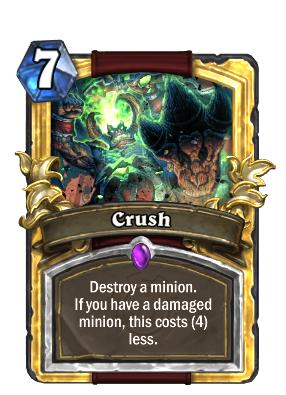 7
Crush
Destroy a minion.
If you have a damaged
minion, this costs (4)
less.